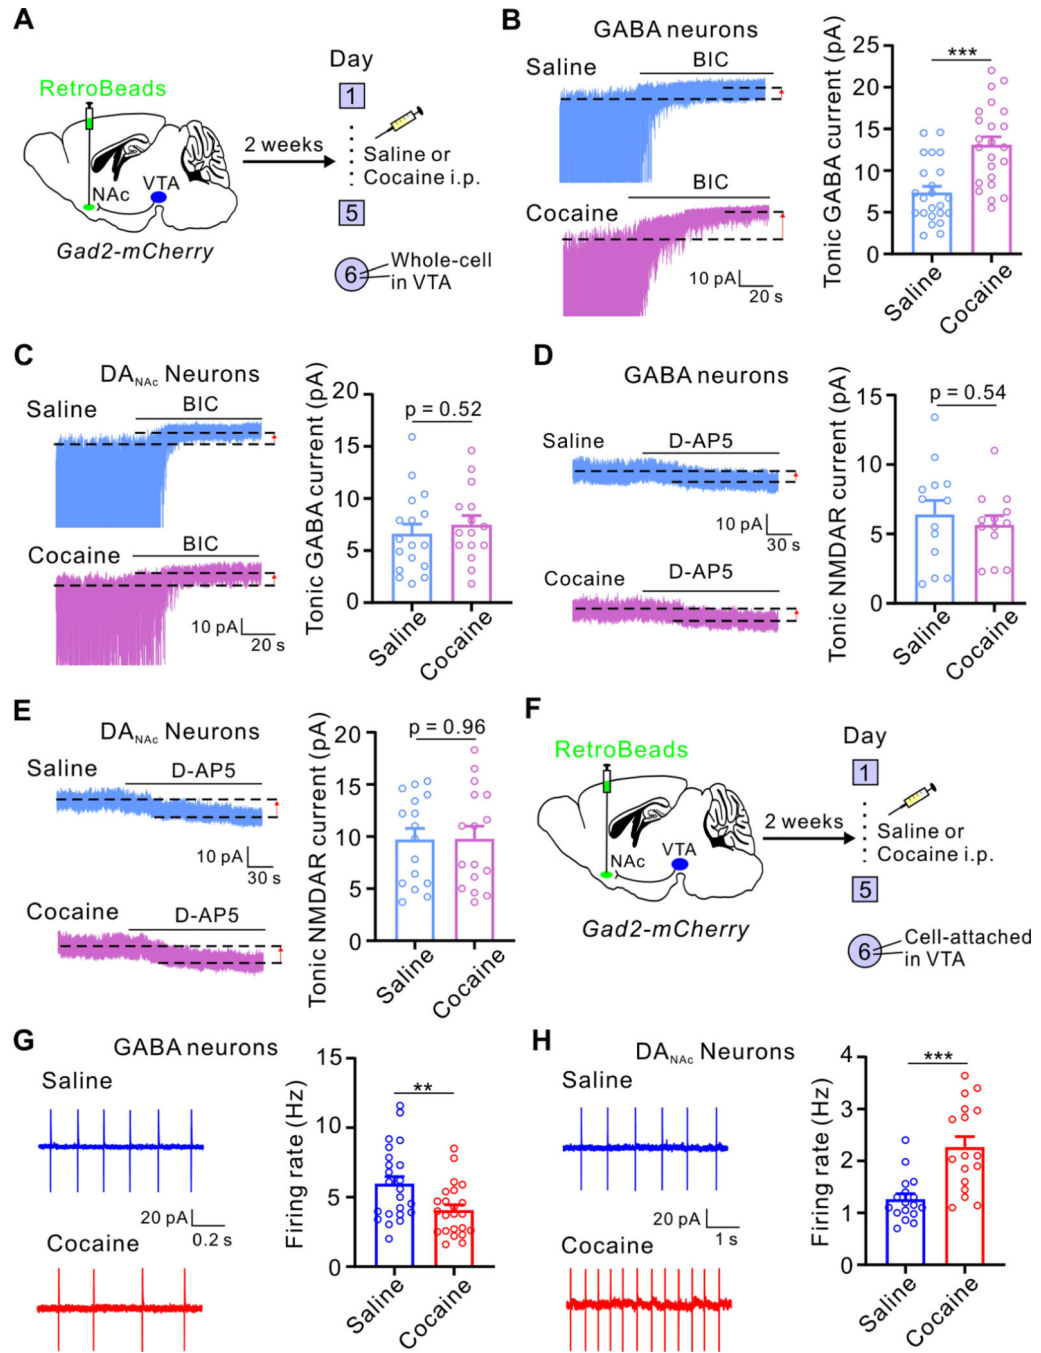 A
RetroBeads
NAc
VTA
Gad2-mCherry
2 weeks
Day
1
Saline or
Cocaine i.p.
5
6
Whole-cell
in VTA
B
GABA neurons
Saline
BIC
Cocaine
BIC
10 pA
20 s
Tonic GABA current (pA)
25
20
15
10
5
0
***
Saline
Cocaine
C
DANAc Neurons
Saline
BIC
Cocaine
BIC
10 pA
20 s
Tonic GABA current (pA)
20
15
10
5
0
p = 0.52
Saline
Cocaine
D
GABA neurons
Saline
D-AP5
10 pA
30 s
Cocaine
D-AP5
Tonic NMDAR current (pA)
15
10
5
0
p = 0.54
Saline
Cocaine
E
DANAc Neurons
Saline
D-AP5
10 pA
30 s
Cocaine
D-AP5
Tonic NMDAR current (pA)
20
15
10
5
0
p = 0.96
Saline
Cocaine
F
RetroBeads
NAc
VTA
Gad2-mCherry
2 weeks
Day
1
Saline or
Cocaine i.p.
5
6
Cell-attached
in VTA
G
GABA neurons
Saline
20 pA
0.2 s
Cocaine
Firing rate (Hz)
15
10
5
0
**
Saline
Cocaine
H
DANAc Neurons
Saline
20 pA
1 s
Cocaine
Firing rate (Hz)
4
3
2
1
0
***
Saline
Cocaine